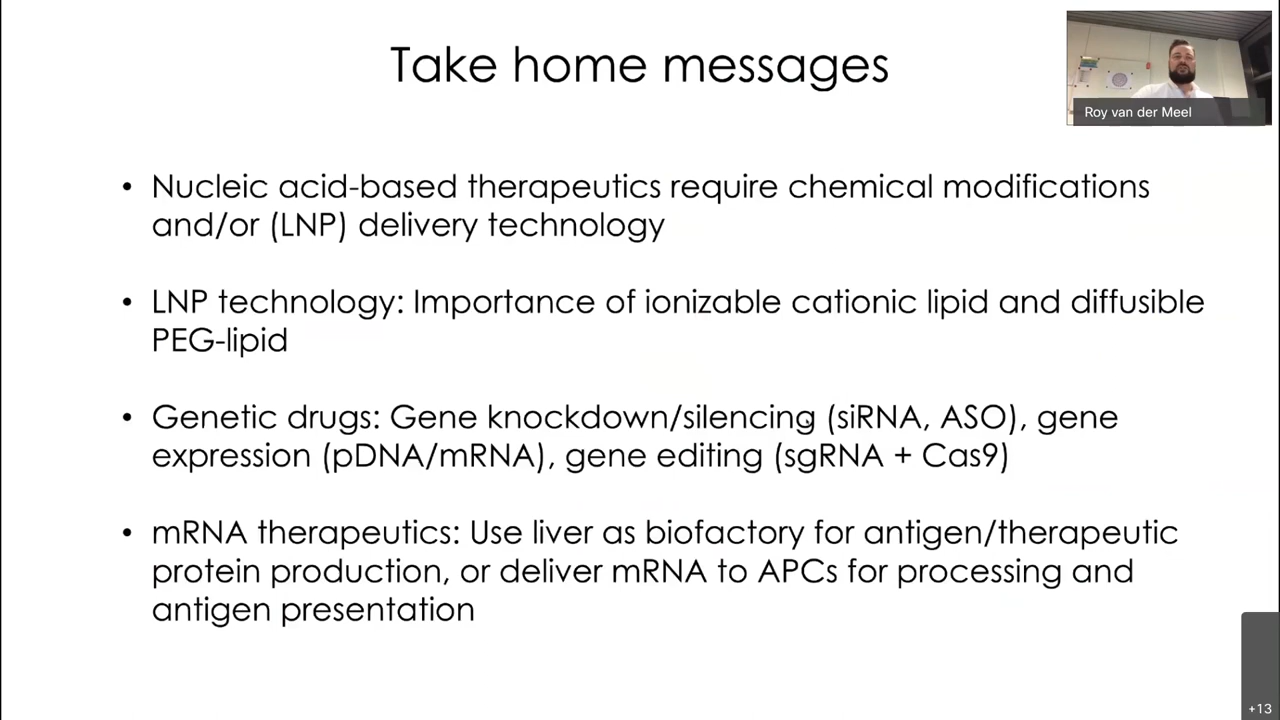 Take home messages
Roy van der Meel
• Nucleic acid-based therapeutics require chemical modifications
and/or (LNP) delivery technology
• LNP technology: Importance of ionizable cationic lipid and diffusible
PEG-lipid
• Genetic drugs: Gene knockdown/silencing (siRNA, ASO), gene
expression (pDNA/mRNA), gene editing (sgRNA + Cas9)
• mRNA therapeutics: Use liver as biofactory for antigen/therapeutic
protein production, or deliver mRNA to APCs for processing and
antigen presentation
+13